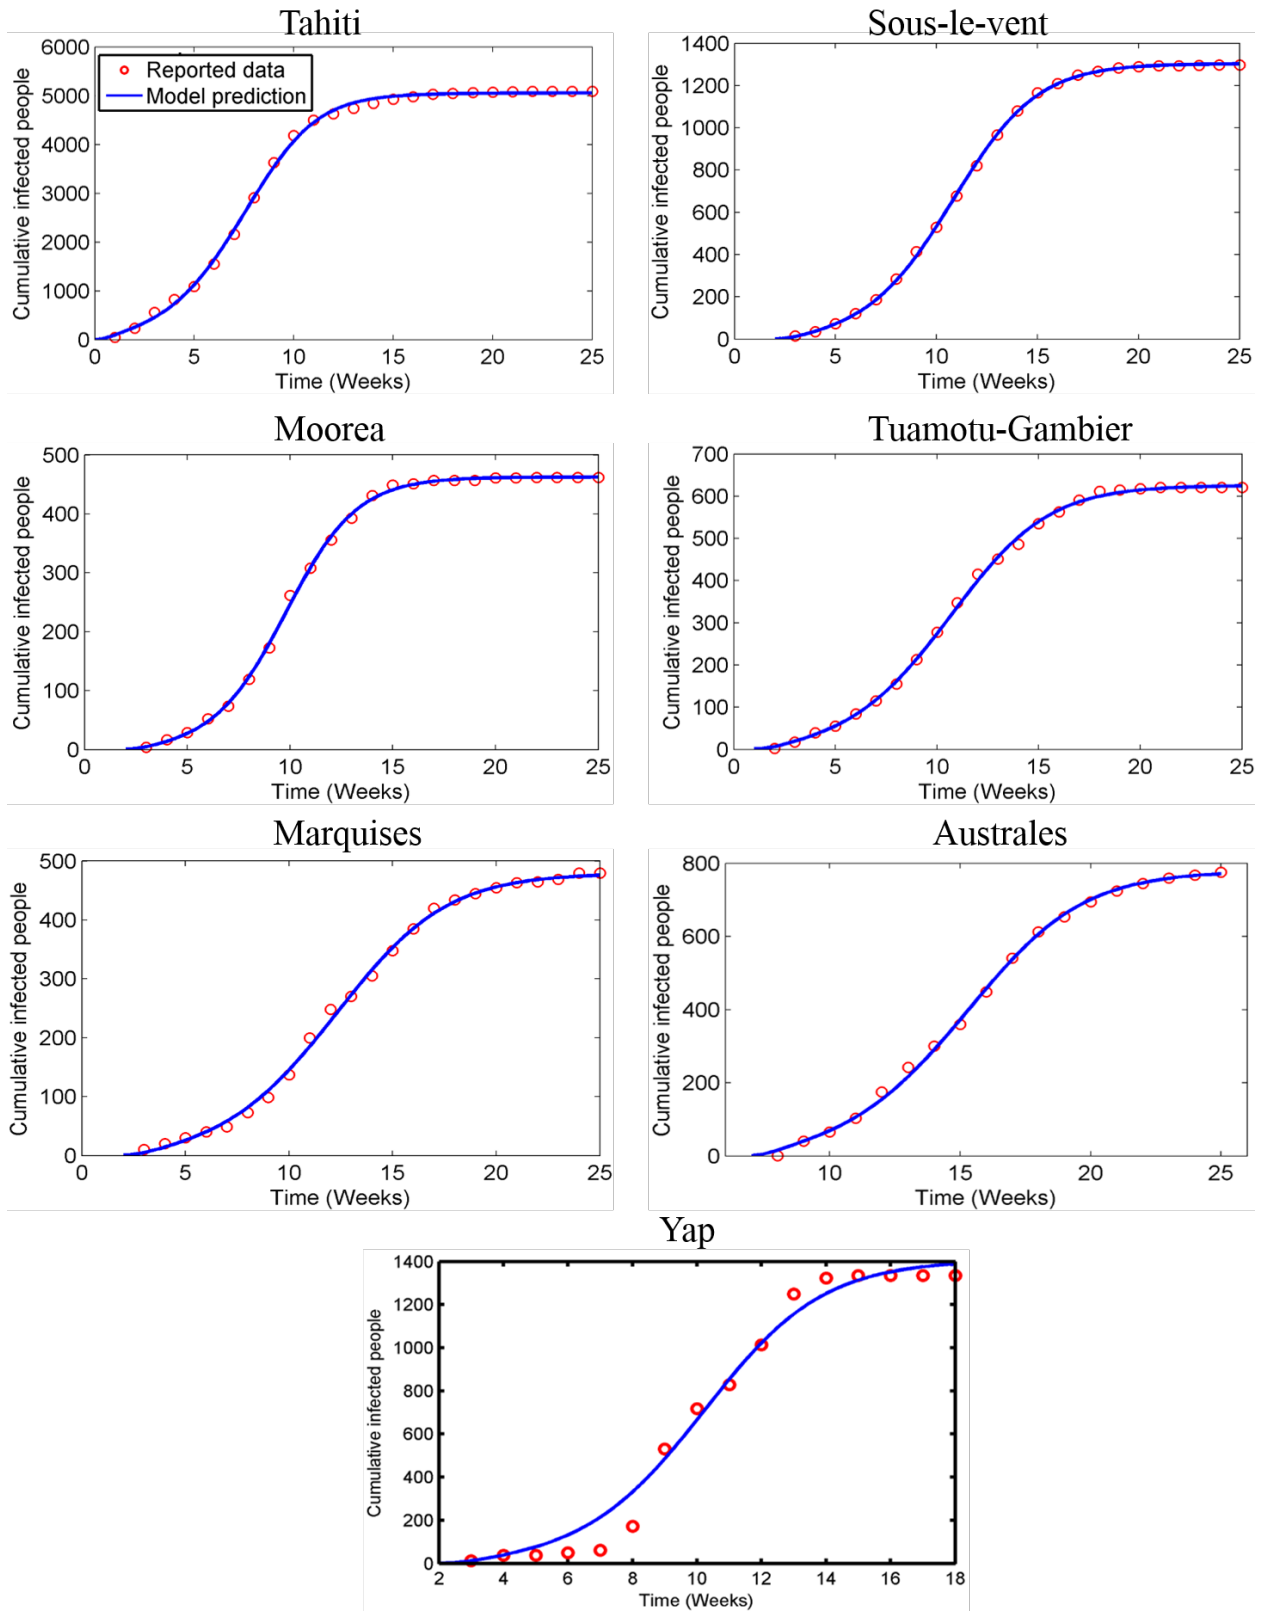 Tahiti
6000
5000
4000
3000
2000
1000
0
Cumulative infected people
Reported data
Model prediction
0 5 10 15 20 25
Time (Weeks)
Sous-le-vent
1400
1200
1000
800
600
400
200
0
Cumulative infected people
0 5 10 15 20 25
Time (Weeks)
Moorea
500
400
300
200
100
0
Cumulative infected people
0 5 10 15 20 25
Time (Weeks)
Tuamotu-Gambier
700
600
500
400
300
200
100
0
Cumulative infected people
0 5 10 15 20 25
Time (Weeks)
Marquises
500
400
300
200
100
0
Cumulative infected people
0 5 10 15 20 25
Time (Weeks)
Australes
800
600
400
200
0
Cumulative infected people
10 15 20 25
Time (Weeks)
Yap
1400
1200
1000
800
600
400
200
0
Cumulative infected people
2 4 6 8 10 12 14 16 18
Time (Weeks)